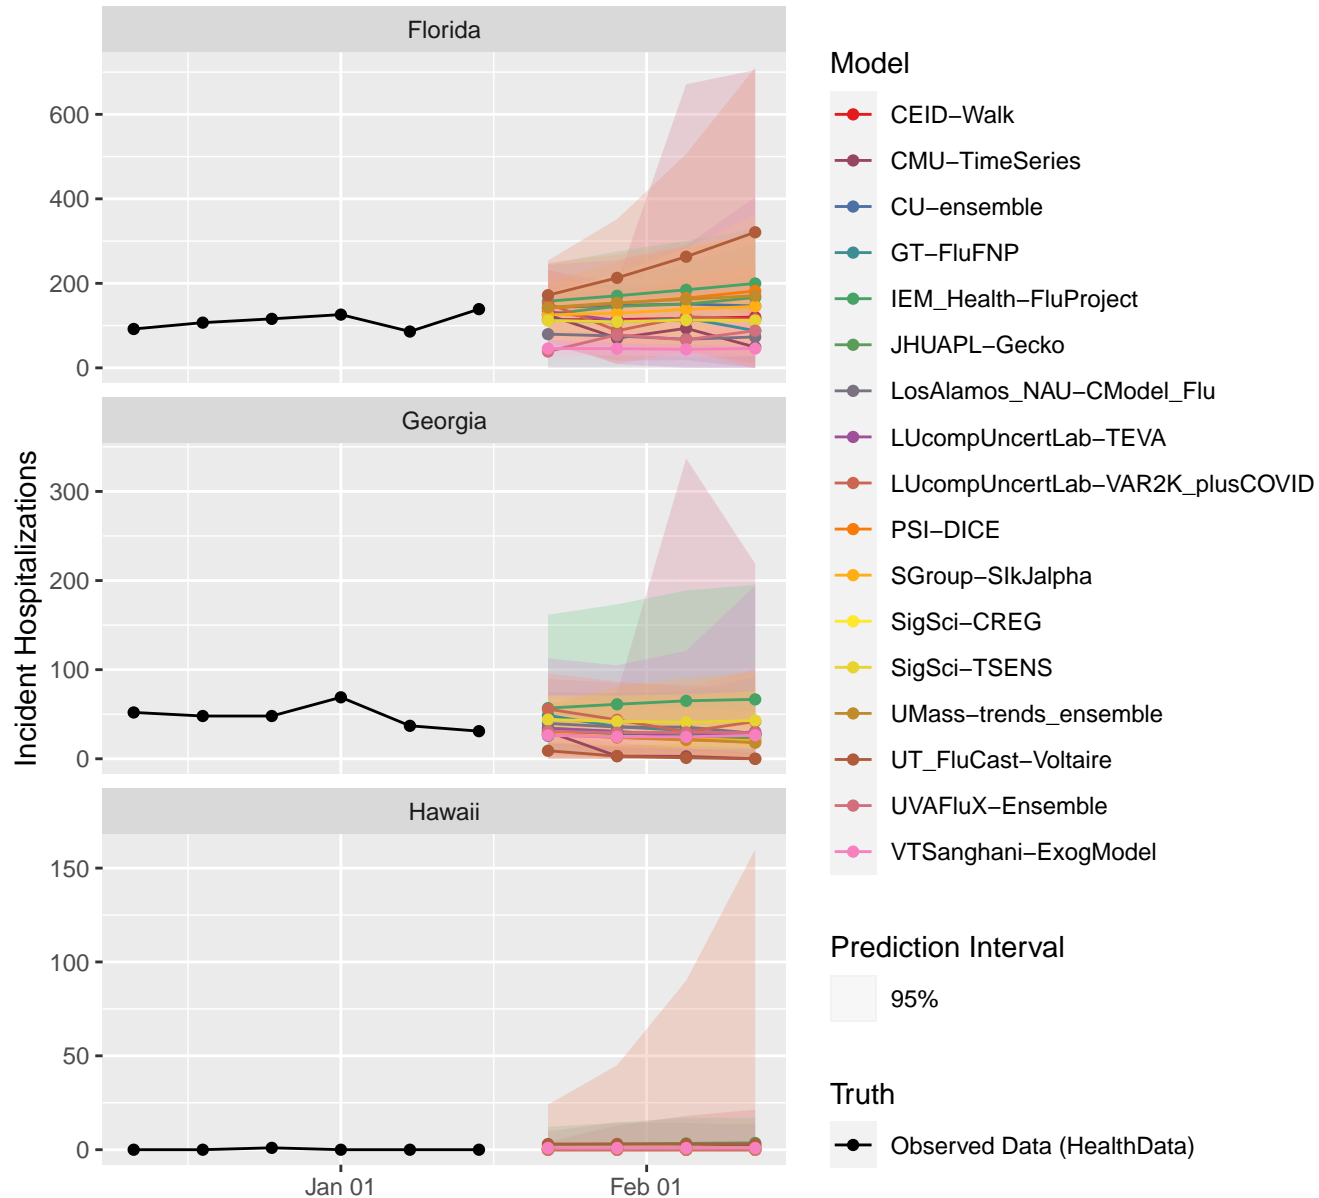 Florida
600
400
200
0
Georgia
300
200
100
0
Hawaii
150
100
50
0
Jan 01
Feb 01
Incident Hospitalizations
Model
CEID−Walk
CMU−TimeSeries
CU−ensemble
GT−FluFNP
IEM_Health−FluProject
JHUAPL−Gecko
LosAlamos_NAU−CModel_Flu
LUcompUncertLab−TEVA
LUcompUncertLab−VAR2K_plusCOVID
PSI−DICE
SGroup−SIkJalpha
SigSci−CREG
SigSci−TSENS
UMass−trends_ensemble
UT_FluCast−Voltaire
UVAFluX−Ensemble
VTSanghani−ExogModel
Prediction Interval
95%
Truth
Observed Data (HealthData)